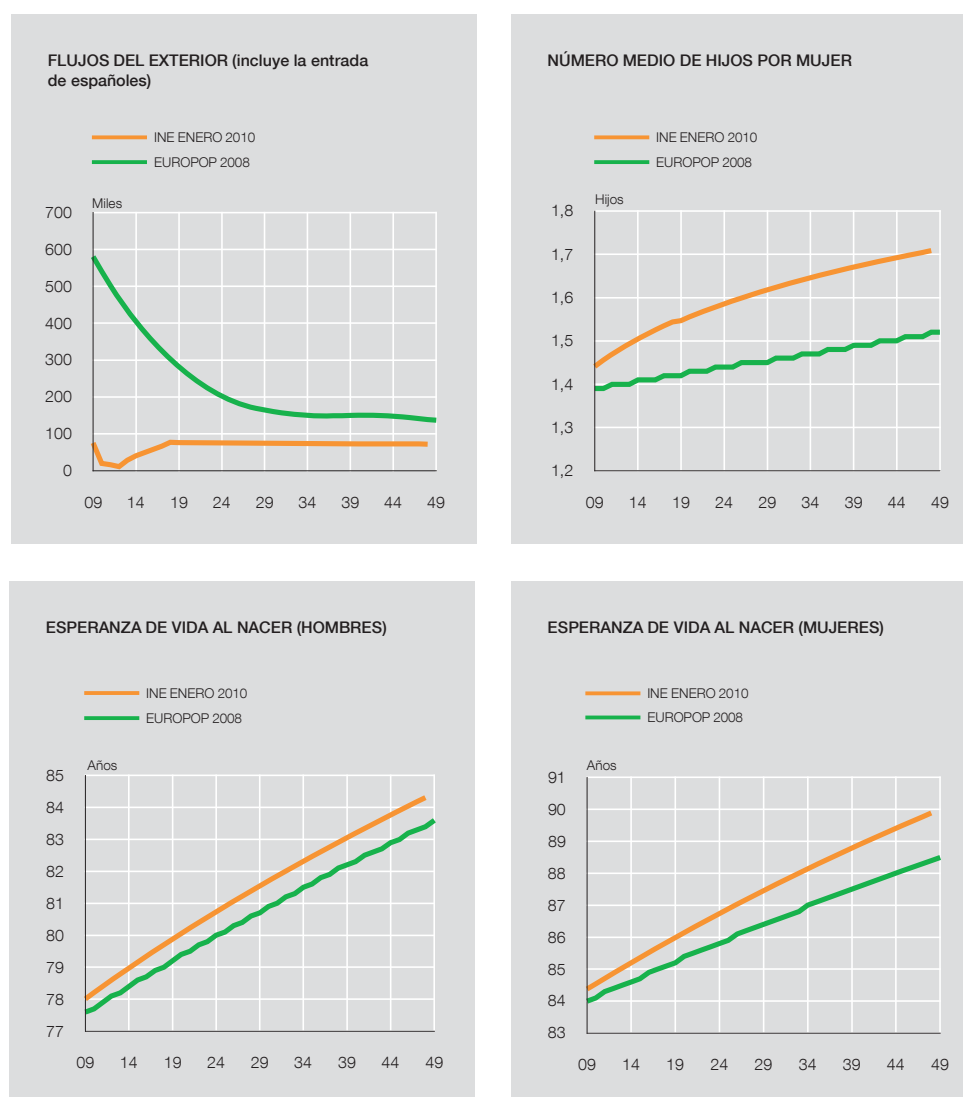 FLUJOS DEL EXTERIOR (incluye la entrada
de españoles)
INE ENERO 2010
EUROPOP 2008
Miles
700
600
500
400
300
200
100
0
09 14 19 24 29 34 39 44 49
NÚMERO MEDIO DE HIJOS POR MUJER
INE ENERO 2010
EUROPOP 2008
Hijos
1,8
1,7
1,6
1,5
1,4
1,3
1,2
09 14 19 24 29 34 39 44 49
ESPERANZA DE VIDA AL NACER (HOMBRES)
INE ENERO 2010
EUROPOP 2008
Años
85
84
83
82
81
80
79
78
77
09 14 19 24 29 34 39 44 49
ESPERANZA DE VIDA AL NACER (MUJERES)
INE ENERO 2010
EUROPOP 2008
Años
91
90
89
88
87
86
85
84
83
09 14 19 24 29 34 39 44 49